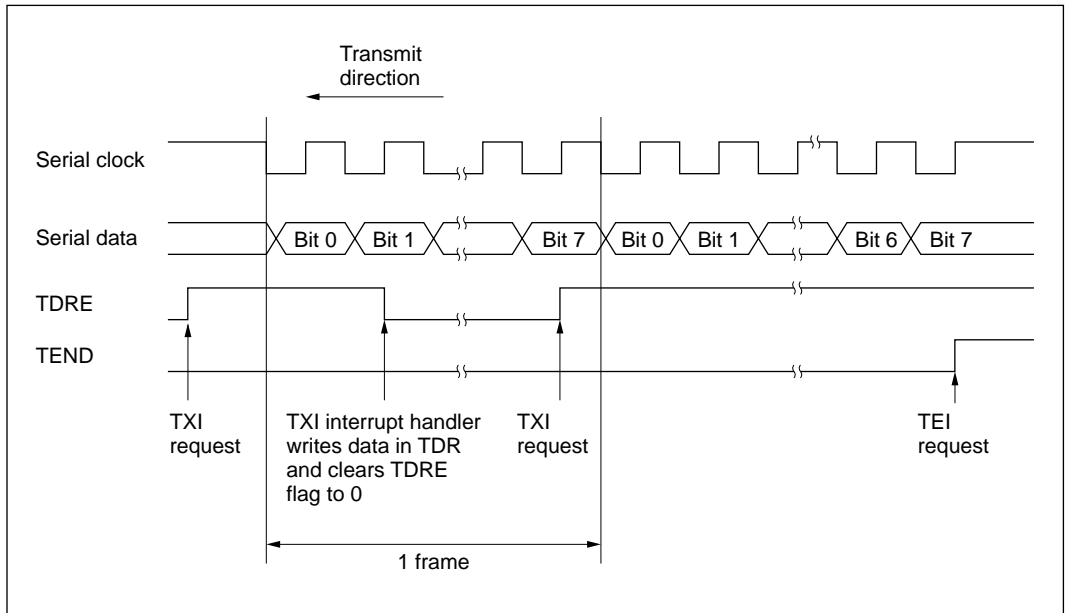 Transmit
direction
Serial clock
Serial data
Bit 0
Bit 1
Bit 7
Bit 0
Bit 1
Bit 6
Bit 7
TDRE
TEND
TXI
request
TXI interrupt handler
writes data in TDR
and clears TDRE
flag to 0
TXI
request
TEI
request
1 frame